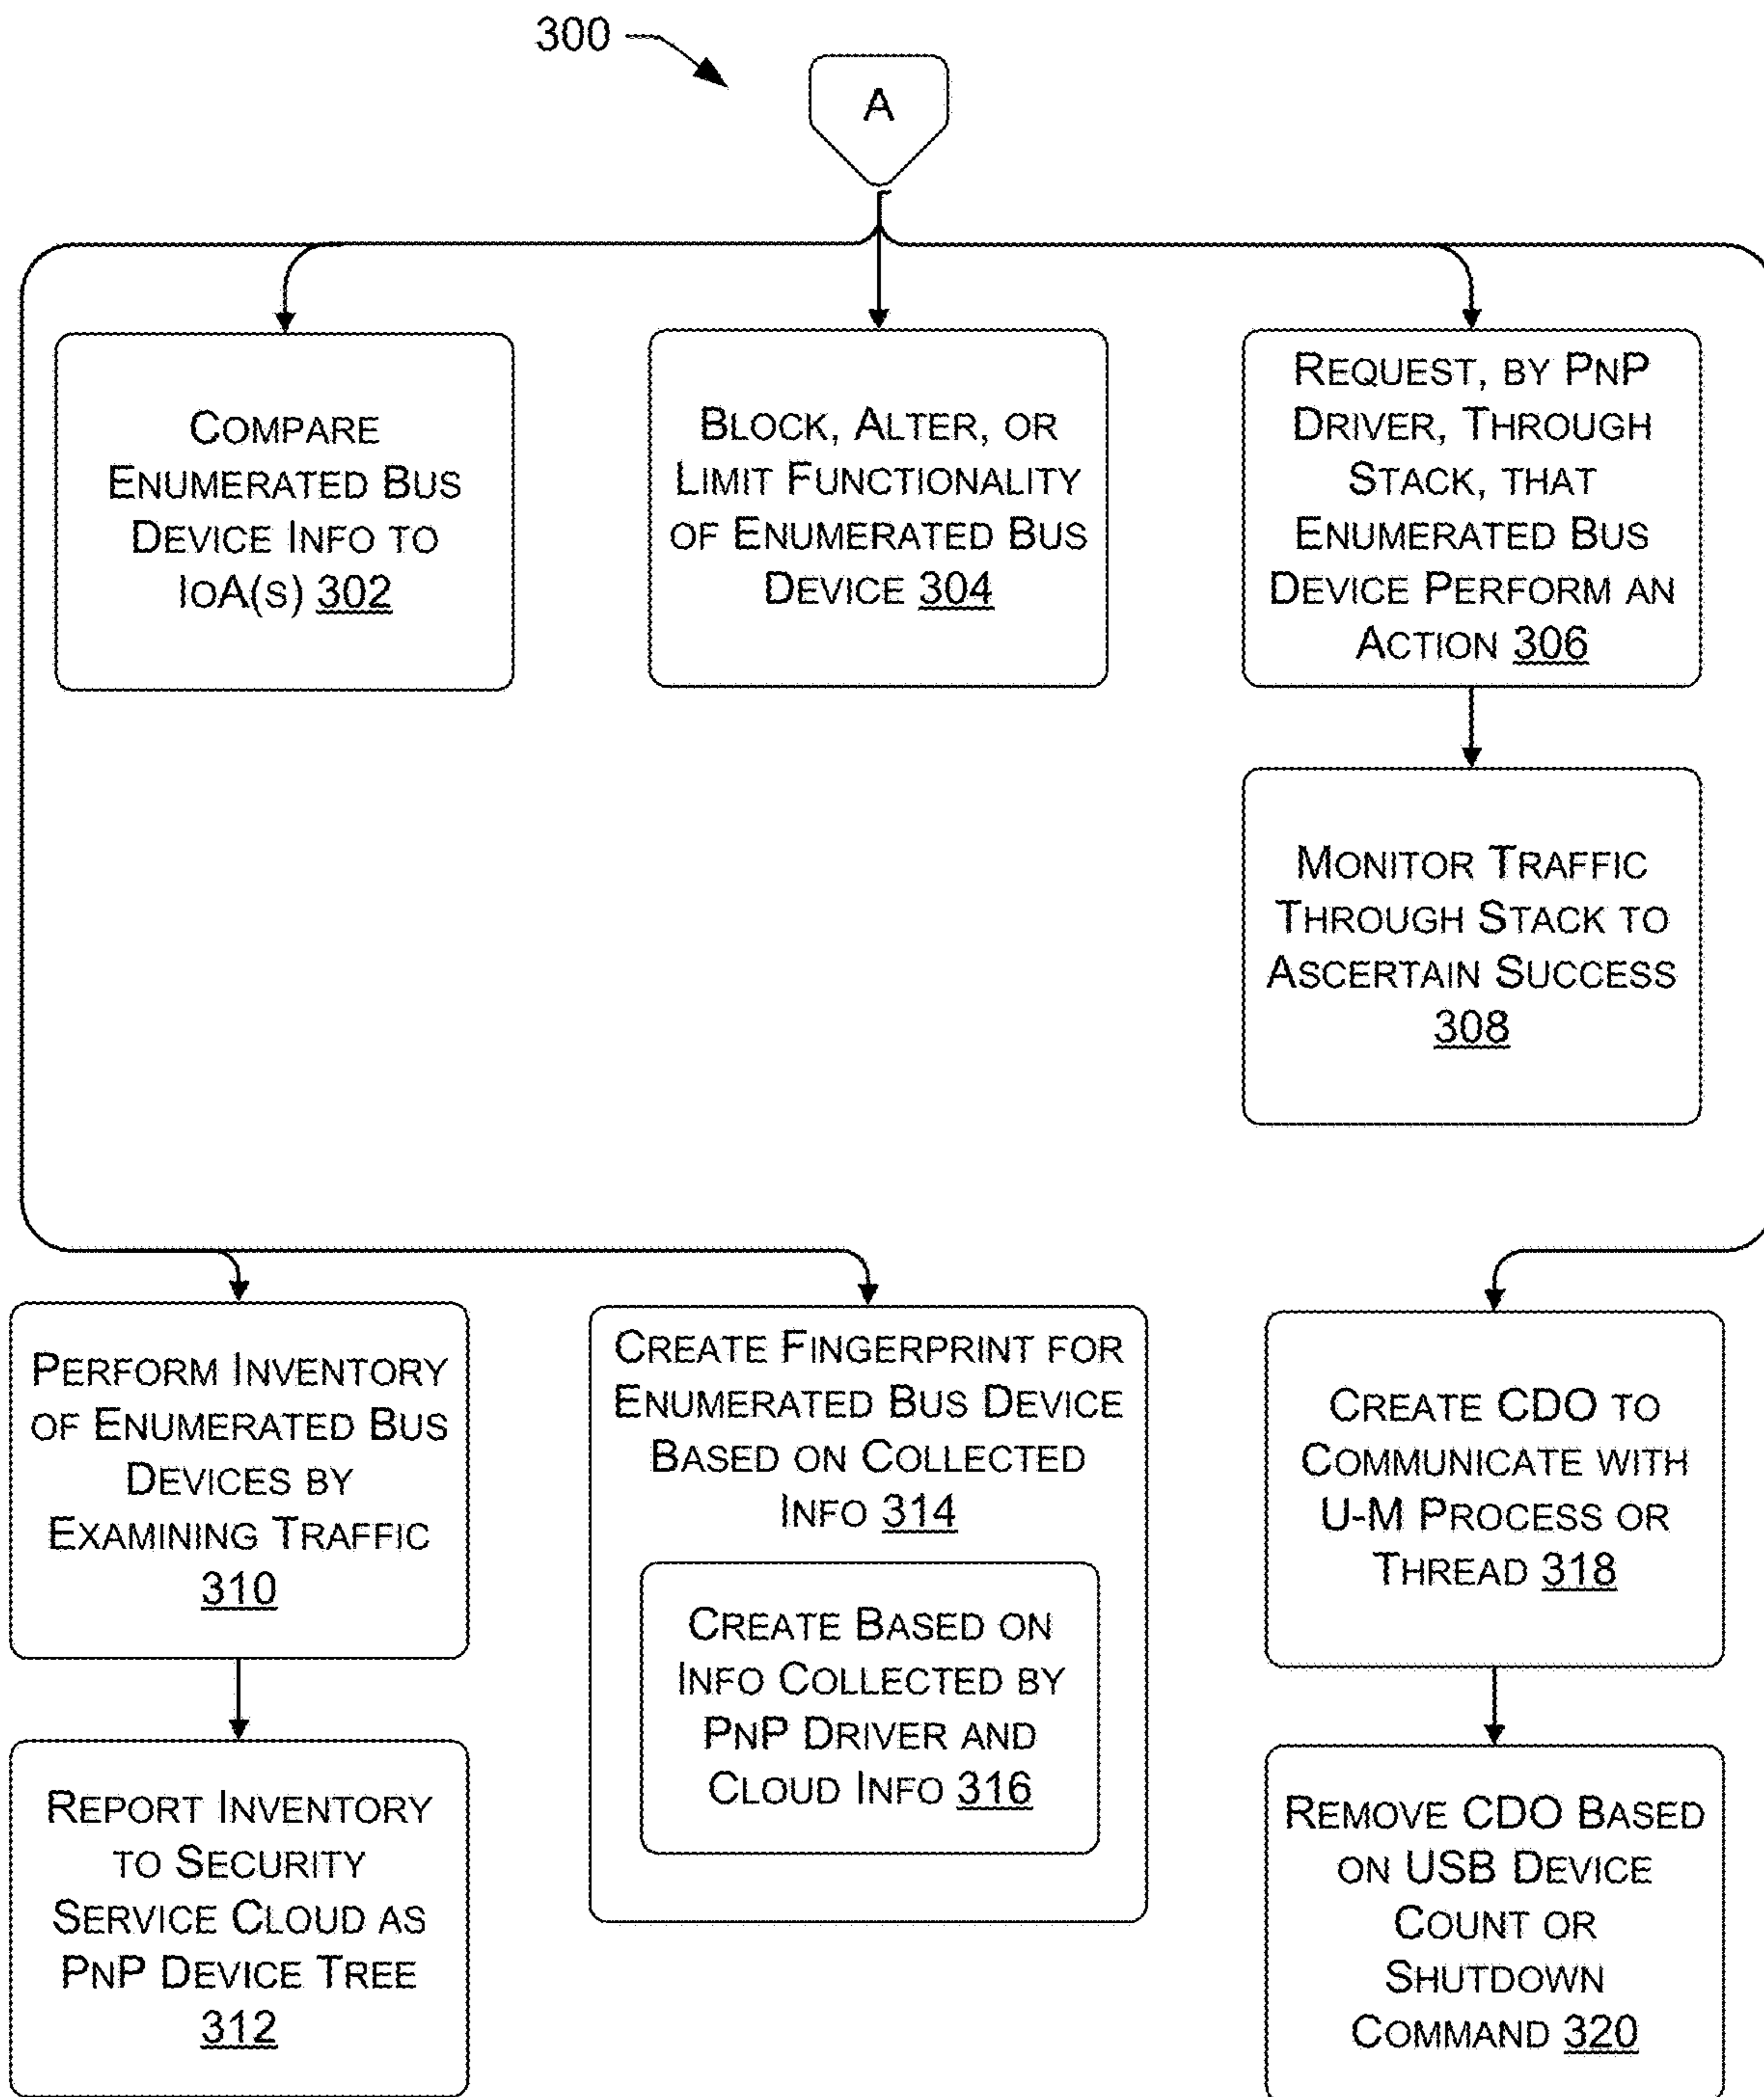 300
A
COMPARE
ENUMERATED BUS
DEVICE INFO TO
IOA(S) 302
BLOCK, ALTER, OR
LIMIT FUNCTIONALITY
OF ENUMERATED BUS
DEVICE 304
REQUEST, BY PNP
DRIVER, THROUGH
STACK, THAT
ENUMERATED BUS
DEVICE PERFORM AN
ACTION 306
MONITOR TRAFFIC
THROUGH STACK TO
ASCERTAIN SUCCESS
308
PERFORM INVENTORY
OF ENUMERATED BUS
DEVICES BY
EXAMINING TRAFFIC
310
REPORT INVENTORY
TO SECURITY
SERVICE CLOUD AS
PNP DEVICE TREE
312
CREATE FINGERPRINT FOR
ENUMERATED BUS DEVICE
BASED ON COLLECTED
INFO 314
CREATE BASED ON
INFO COLLECTED BY
PNP DRIVER AND
CLOUD INFO 316
CREATE CDO TO
COMMUNICATE WITH
U-M PROCESS OR
THREAD 318
REMOVE CDO BASED
ON USB DEVICE
COUNT OR
SHUTDOWN
COMMAND 320